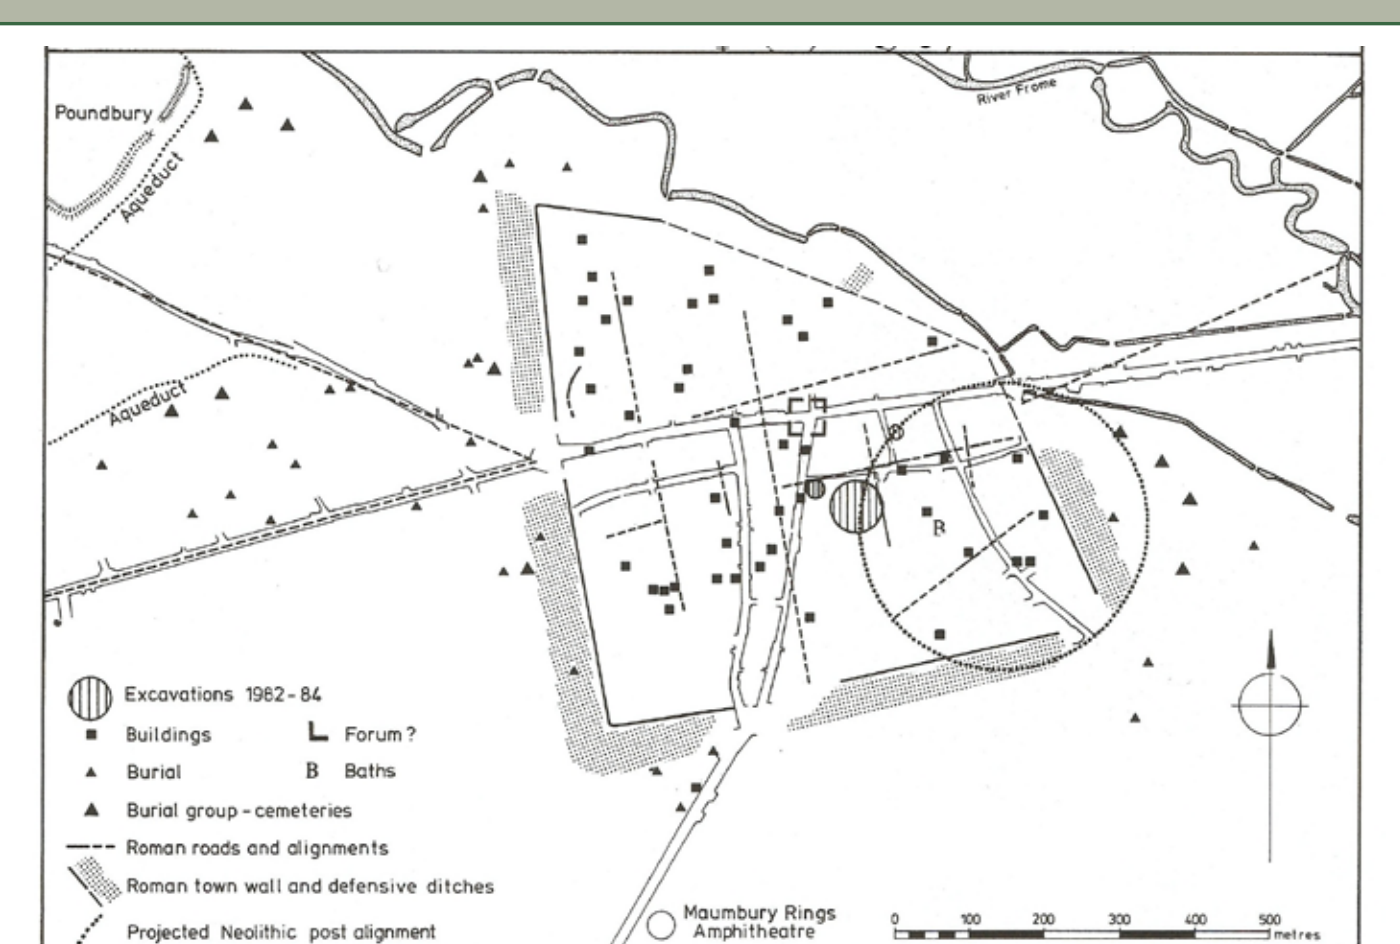 Poundbury
Aqueduct
River Frome
Aqueduct
B
Excavations 1982-84
Buildings
Forum?
Burial
B Baths
Burial group-cemeteries
Roman roads and alignments
Roman town wall and defensive ditches
Projected Neolithic post alignment
Maumbury Rings
Amphitheatre
0 100 200 300 400 500
metres